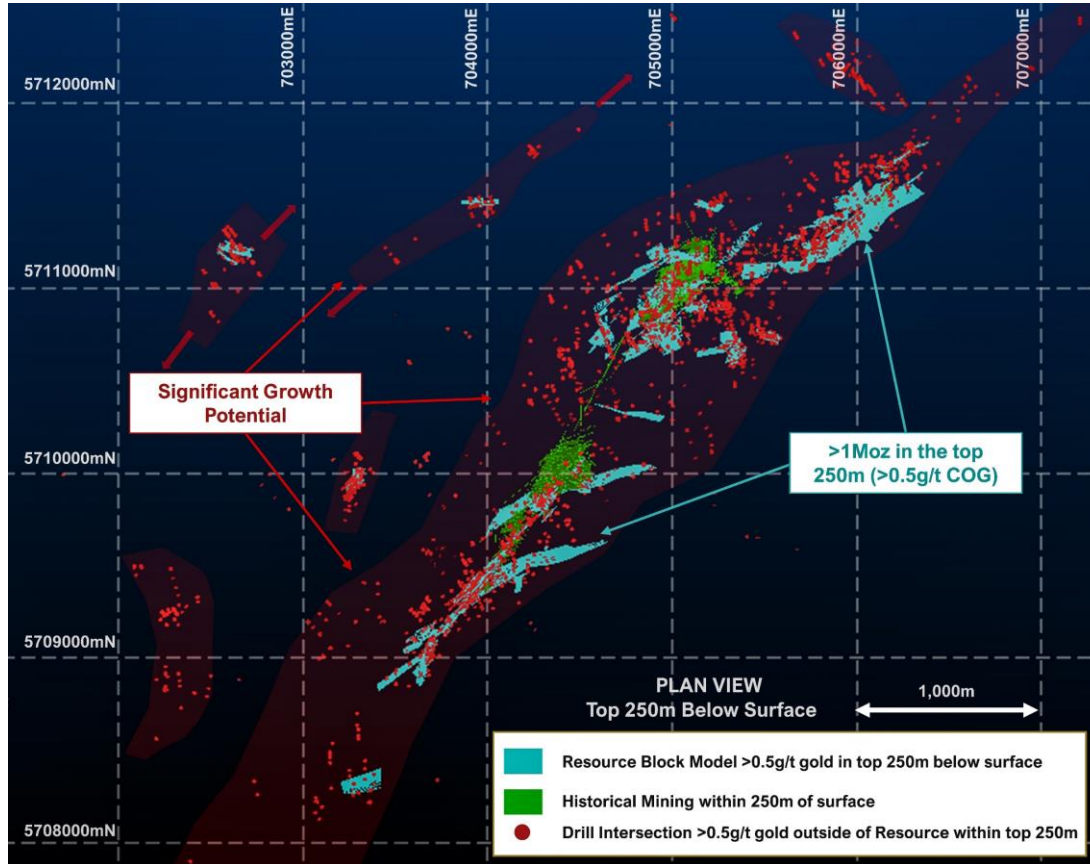 703000mE
704000mE
705000mE
706000mE
707000mE
5712000mN
5711000mN
Significant Growth
Potential
5710000mN
>1Moz in the top
250m (>0.5g/t COG)
5709000mN
PLAN VIEW
Top 250m Below Surface
1,000m
Resource Block Model >0.5g/t gold in top 250m below surface
Historical Mining within 250m of surface
Drill Intersection >0.5g/t gold outside of Resource within top 250m
5708000mN